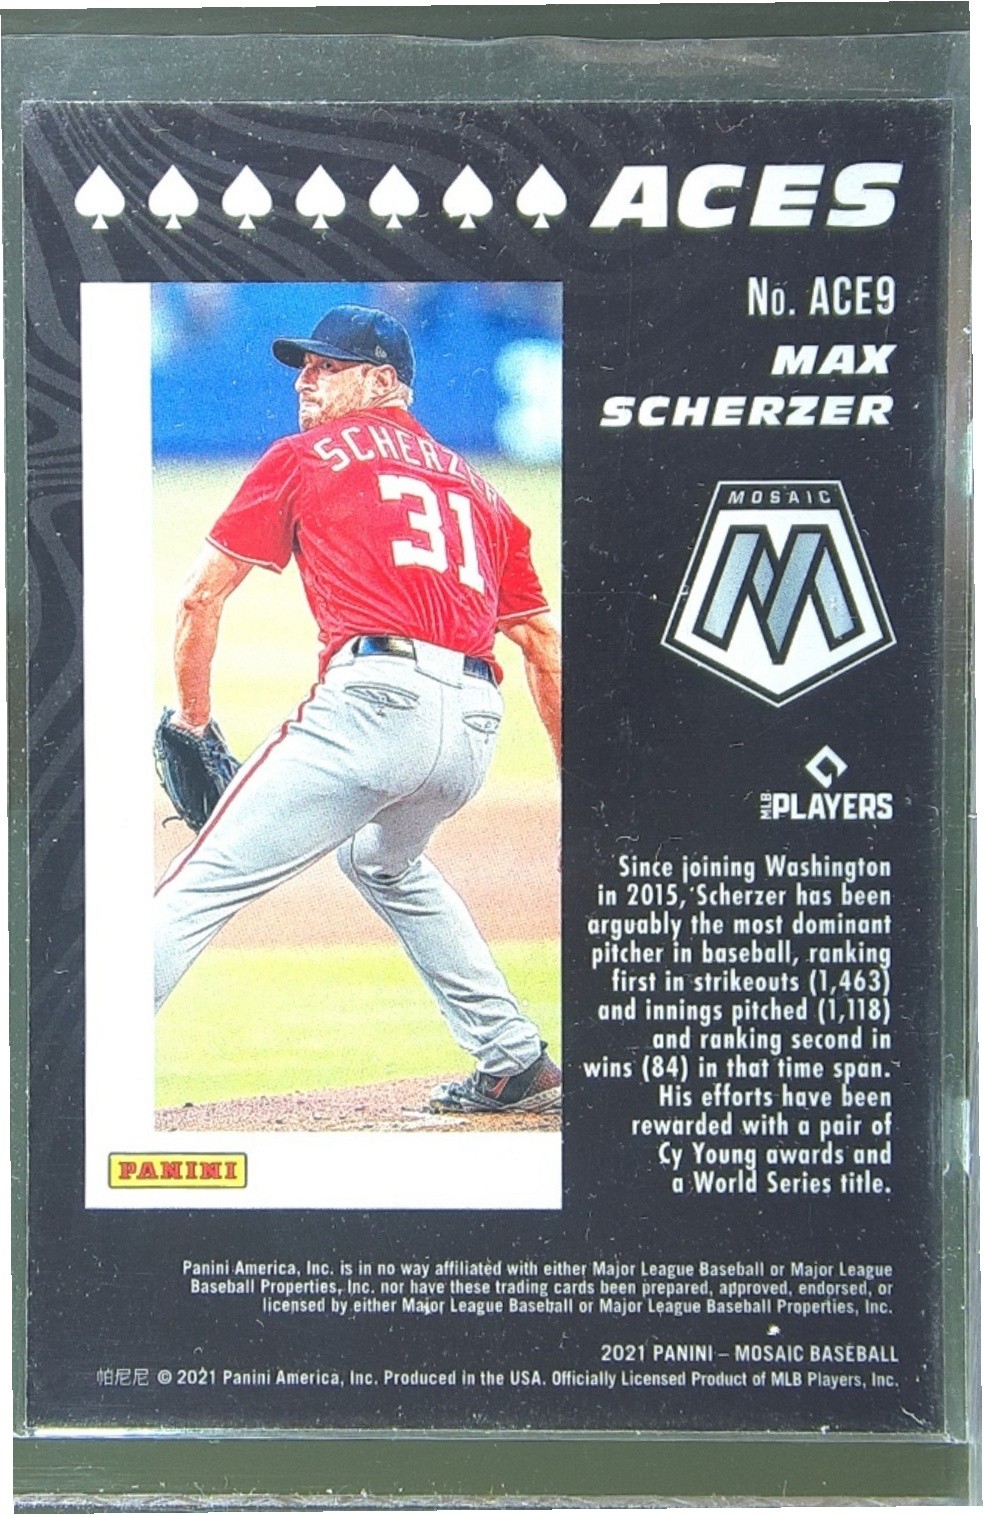 ACES
No. ACE9
MAX
SCHERZER
MOSAIC
M
SCHERZER
31
MLB PLAYERS
Since joining Washington
in 2015, Scherzer has been
arguably the most dominant
pitcher in baseball, ranking
first in strikeouts (1,463)
and innings pitched (1,118)
and ranking second in
wins (84) in that time span.
His efforts have been
rewarded with a pair of
Cy Young awards and
a World Series title.
PANINI
Panini America, Inc. is in no way affiliated with either Major League Baseball or Major League
Baseball Properties, Inc. nor have these trading cards been prepared, approved, endorsed, or
licensed by either Major League Baseball or Major League Baseball Properties, Inc.
2021 PANINI – MOSAIC BASEBALL
帕尼尼 © 2021 Panini America, Inc. Produced in the USA. Officially Licensed Product of MLB Players, Inc.